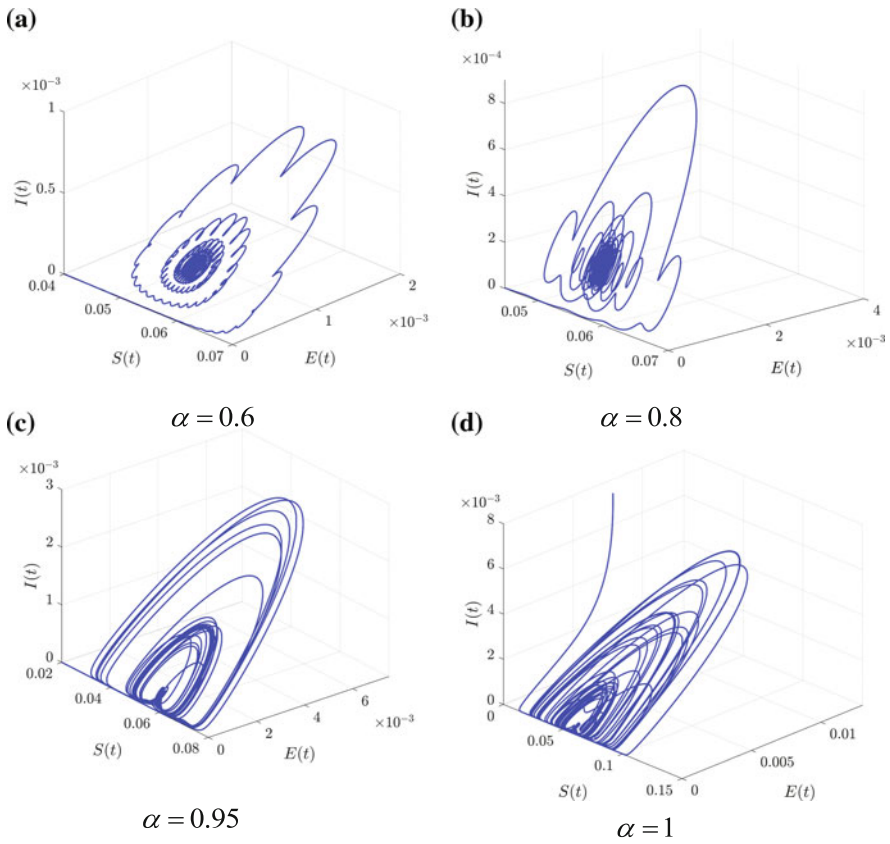 (a)
×10⁻³
1
0.5
0
I(t)
0.04
0.05
0.06
0.07
S(t)
0
1
2
×10⁻³
E(t)
α = 0.6
(b)
×10⁻⁴
8
6
4
2
0
I(t)
0.05
0.06
0.07
S(t)
0
2
4
×10⁻³
E(t)
α = 0.8
(c)
×10⁻³
3
2
1
0
I(t)
0.02
0.04
0.06
0.08
S(t)
0
2
4
6
×10⁻³
E(t)
α = 0.95
(d)
×10⁻³
8
6
4
2
0
I(t)
0
0.05
0.1
0.15
S(t)
0
0.005
0.01
E(t)
α = 1